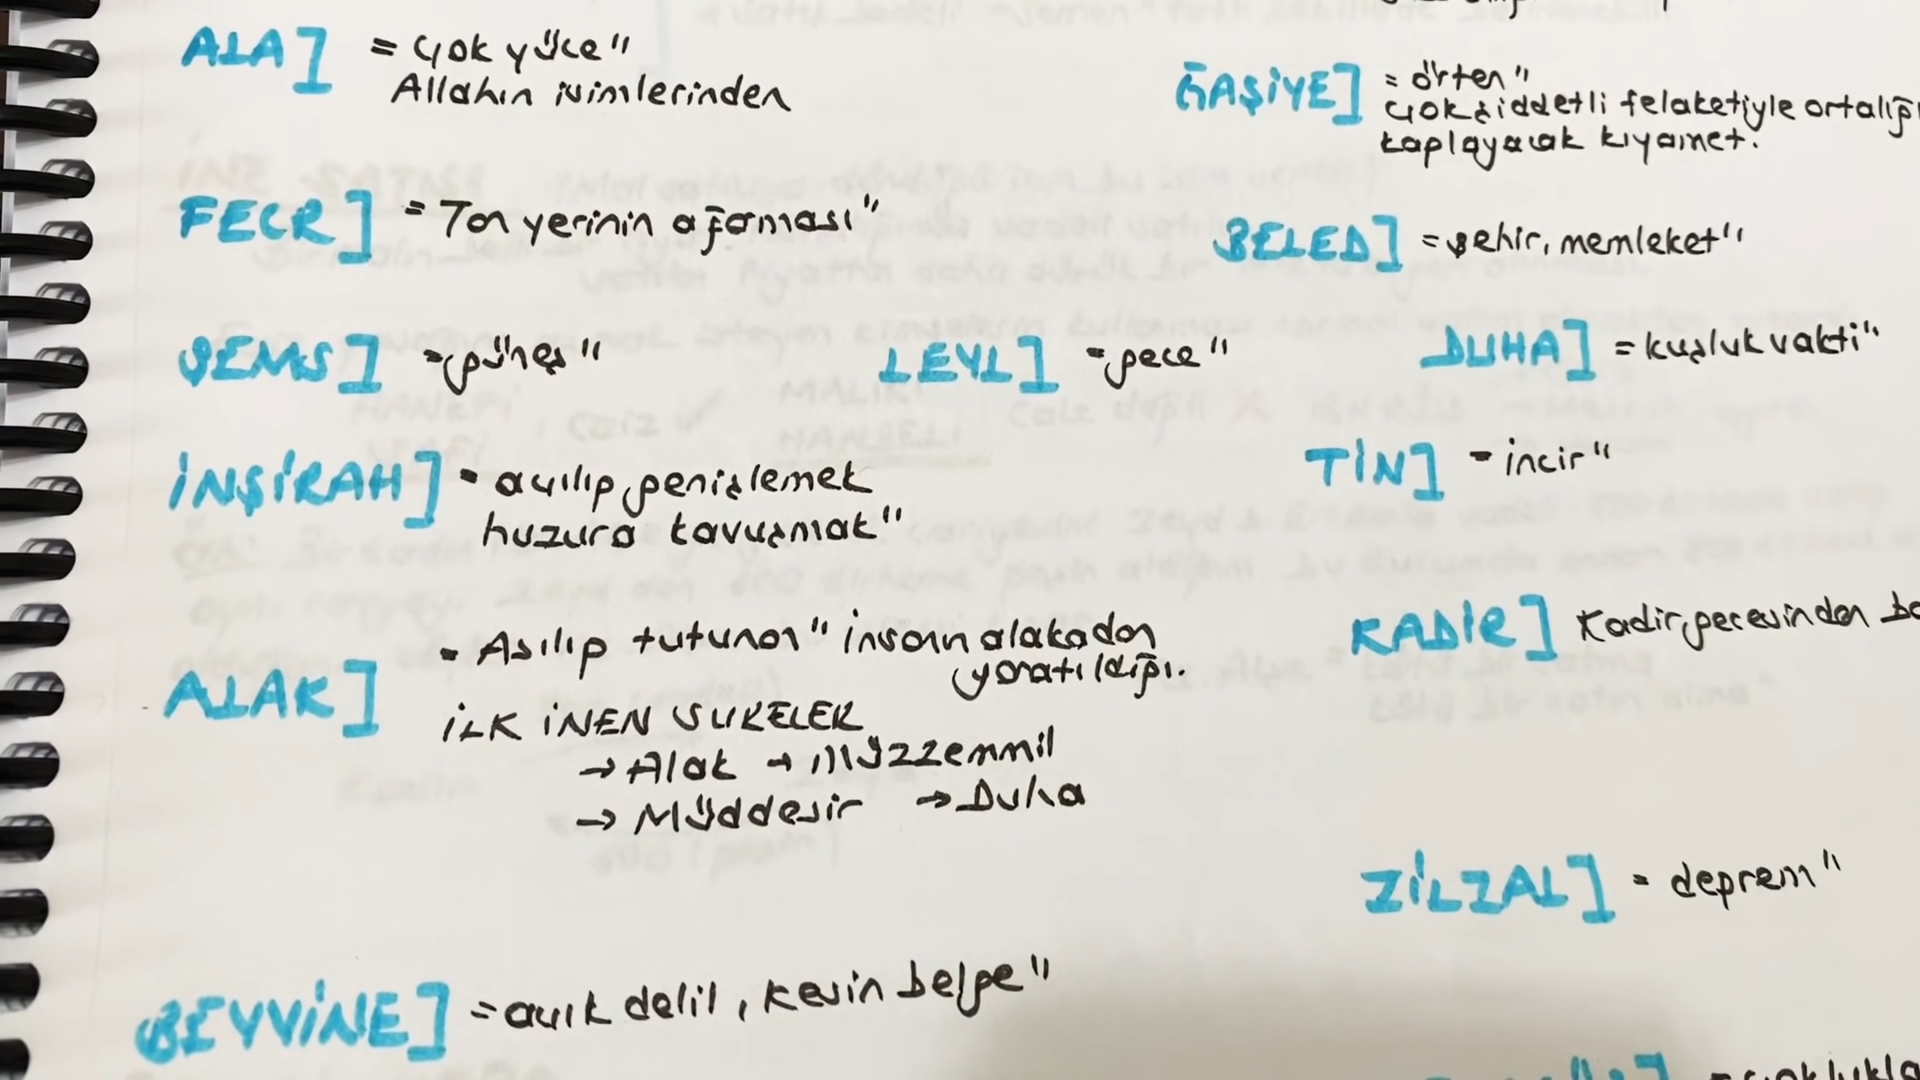 ALA] = çok yüce"
Allahın isimlerinden
ĞAŞİYE] = örten"
çok şiddetli felaketiyle ortalığı
kaplayacak kıyamet.
FECR] = Tan yerinin ağarması"
BELED] = şehir, memleket"
ŞEMS] = güneş"
LEYL] = gece"
DUHA] = kuşluk vakti"
İNŞİRAH] = açılıp, genişlemek
huzura kavuşmak"
TİN] = incir"
ALAK] = Asılıp tutunan" insanın alakadan
yaratıldığı.
İLK İNEN SURELER
→ Alak → Müzzemmil
→ Müddesir → Duha
KADİR] Kadir gecesinden
ZİLZAL] = deprem"
BEYYİNE] = açık delil, kesin belge"